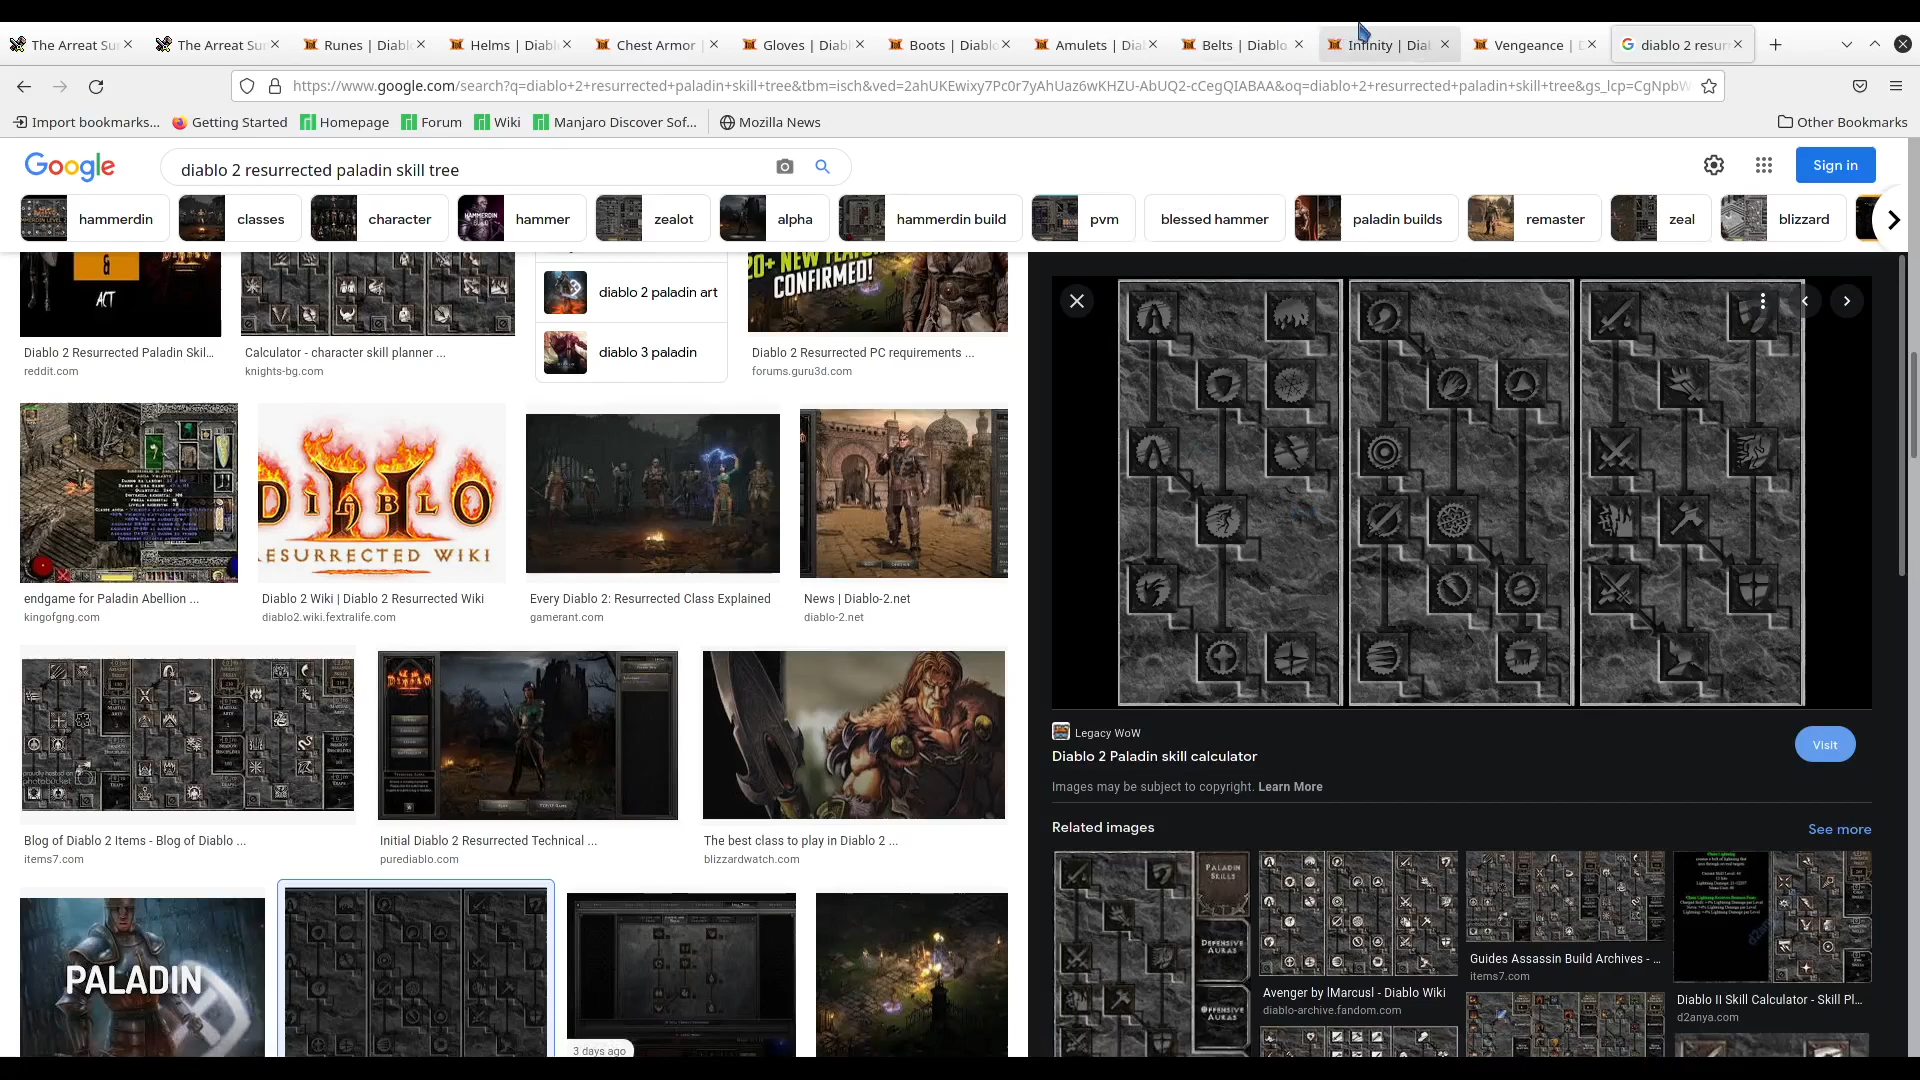 The Arreat Su
The Arreat Su
Runes | Diabl
Helms | Diabl
Chest Armor |
Gloves | Diabl
Boots | Diablo
Amulets | Dia
Belts | Diablo
Infinity | Diab
Vengeance | D
diablo 2 resur
https://www.google.com/search?q=diablo+2+resurrected+paladin+skill+tree&tbm=isch&ved=2ahUKEwixy7Pc0r7yAhUaz6wKHZU-AbUQ2-cCegQIABAA&oq=diablo+2+resurrected+paladin+skill+tree&gs_lcp=CgNpbW
Import bookmarks...
Getting Started
Homepage
Forum
Wiki
Manjaro Discover Sof...
Mozilla News
Other Bookmarks
Google
diablo 2 resurrected paladin skill tree
Sign in
hammerdin
classes
character
hammer
zealot
alpha
hammerdin build
pvm
blessed hammer
paladin builds
remaster
zeal
blizzard
& ACT
diablo 2 paladin art
diablo 3 paladin
20+ NEW
CONFIRMED!
Diablo 2 Resurrected Paladin Skil...
reddit.com
Calculator - character skill planner ...
knights-bg.com
Diablo 2 Resurrected PC requirements ...
forums.guru3d.com
DIABLO
RESURRECTED WIKI
endgame for Paladin Abellion ...
kingofgng.com
Diablo 2 Wiki | Diablo 2 Resurrected Wiki
diablo2.wiki.fextralife.com
Every Diablo 2: Resurrected Class Explained
gamerant.com
News | Diablo-2.net
diablo-2.net
Blog of Diablo 2 Items - Blog of Diablo ...
items7.com
Initial Diablo 2 Resurrected Technical ...
purediablo.com
The best class to play in Diablo 2 ...
blizzardwatch.com
PALADIN
3 days ago
Legacy WoW
Diablo 2 Paladin skill calculator
Visit
Images may be subject to copyright. Learn More
Related images
See more
PALADIN SKILLS
DEFENSIVE AURAS
OFFENSIVE AURAS
Avenger by lMarcusl - Diablo Wiki
diablo-archive.fandom.com
Guides Assassin Build Archives - ...
items7.com
Diablo II Skill Calculator - Skill Pl...
d2anya.com